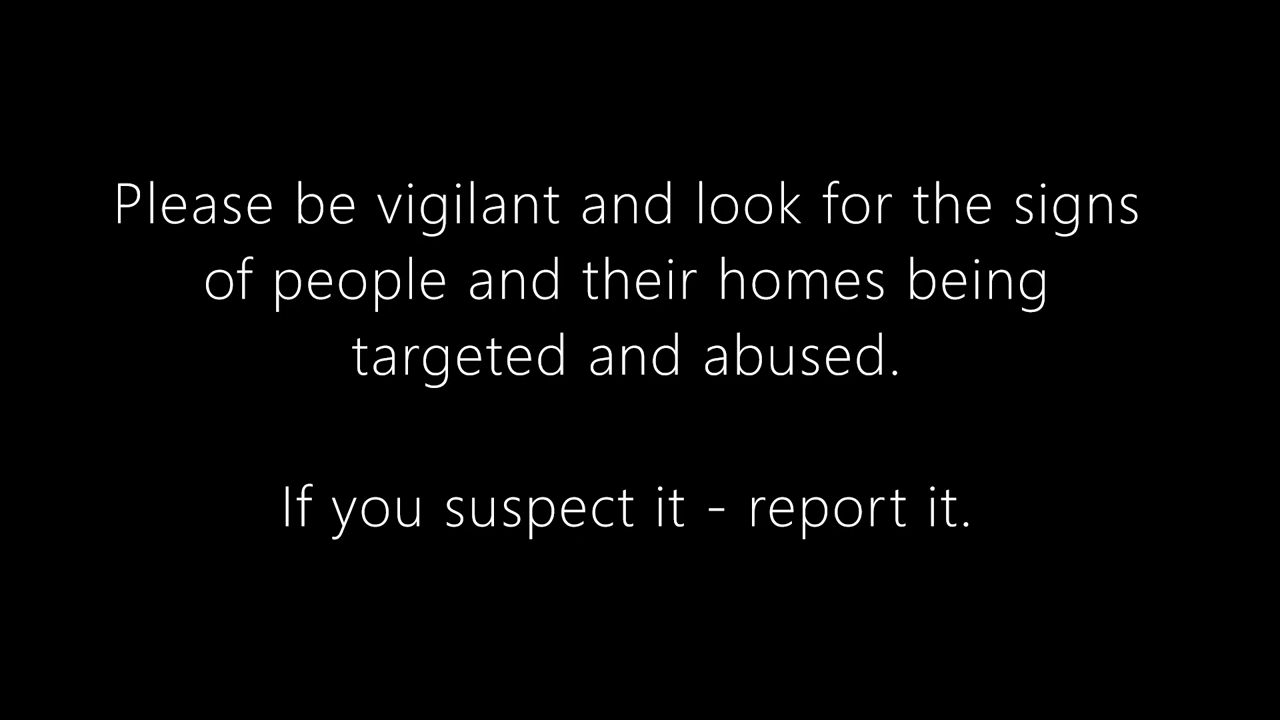 Please be vigilant and look for the signs
of people and their homes being
targeted and abused.
If you suspect it - report it.